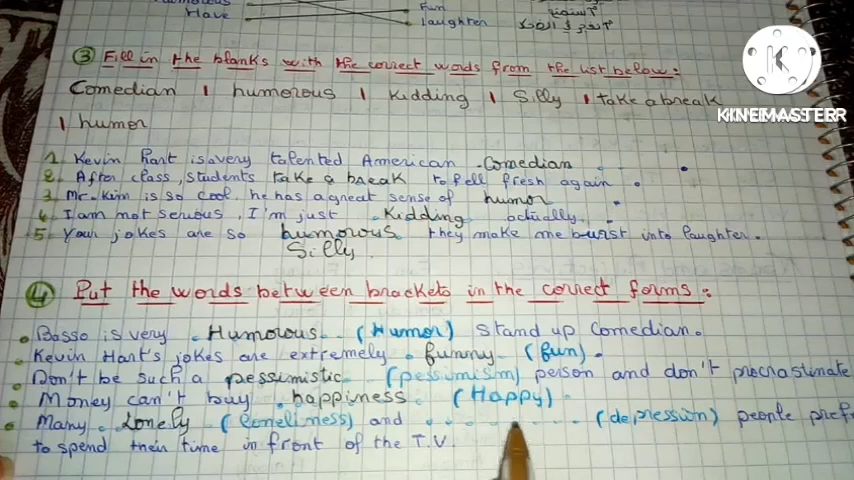 Have
Fun
Laughter
3 Fill in the blanks with the correct words from the list below:
Comedian | humorous | kidding | Silly | take a break
| humor
K
KINEMASTER
1. Kevin Hart is a very talented American Comedian
2. After class, students take a break to fell fresh again.
3. Mr. Kim is so cool, he has a great sense of humor.
4. I am not serious, I'm just kidding actually.
5. Your jokes are so humorous they make me burst into laughter.
Silly
4 Put the words between brackets in the correct forms:
• Basso is very Humorous (Humor) stand up Comedian.
• Kevin Hart's jokes are extremely funny (fun).
• Don't be such a pessimistic (pessimism) person and don't procrastinate
• Money can't buy happiness (Happy).
• Many Lonely (loneliness) and .......... (depression) people pref
to spend their time in front of the T.V.